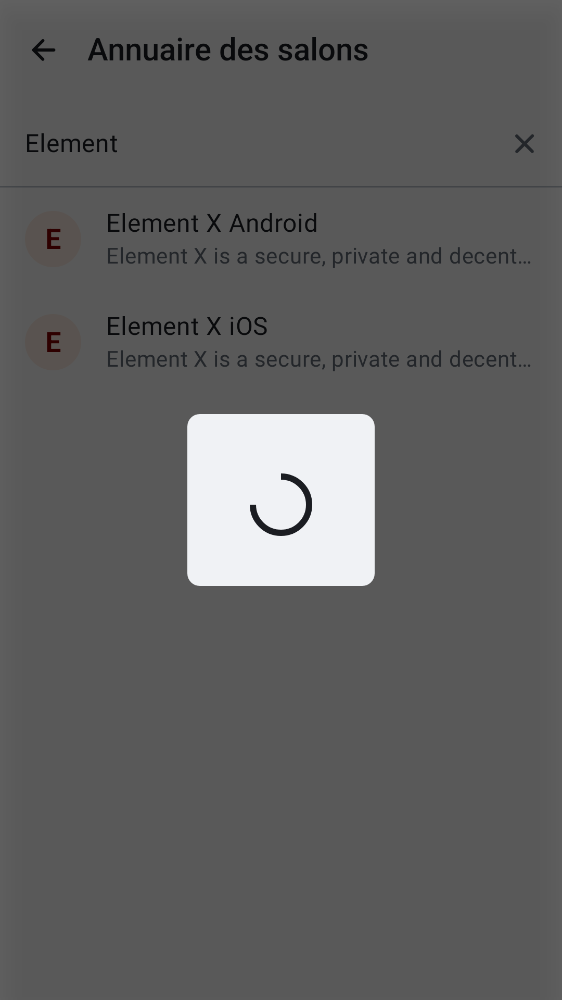 Annuaire des salons
Element
E
Element X Android
Element X is a secure, private and decent…
E
Element X iOS
Element X is a secure, private and decent…